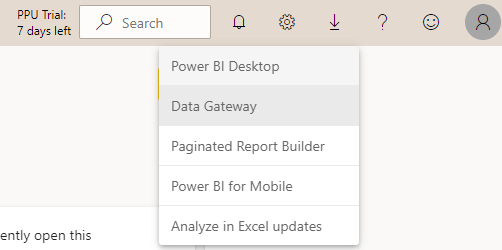 PPU Trial:
7 days left
Search
Power BI Desktop
Data Gateway
Paginated Report Builder
Power BI for Mobile
Analyze in Excel updates
ently open this